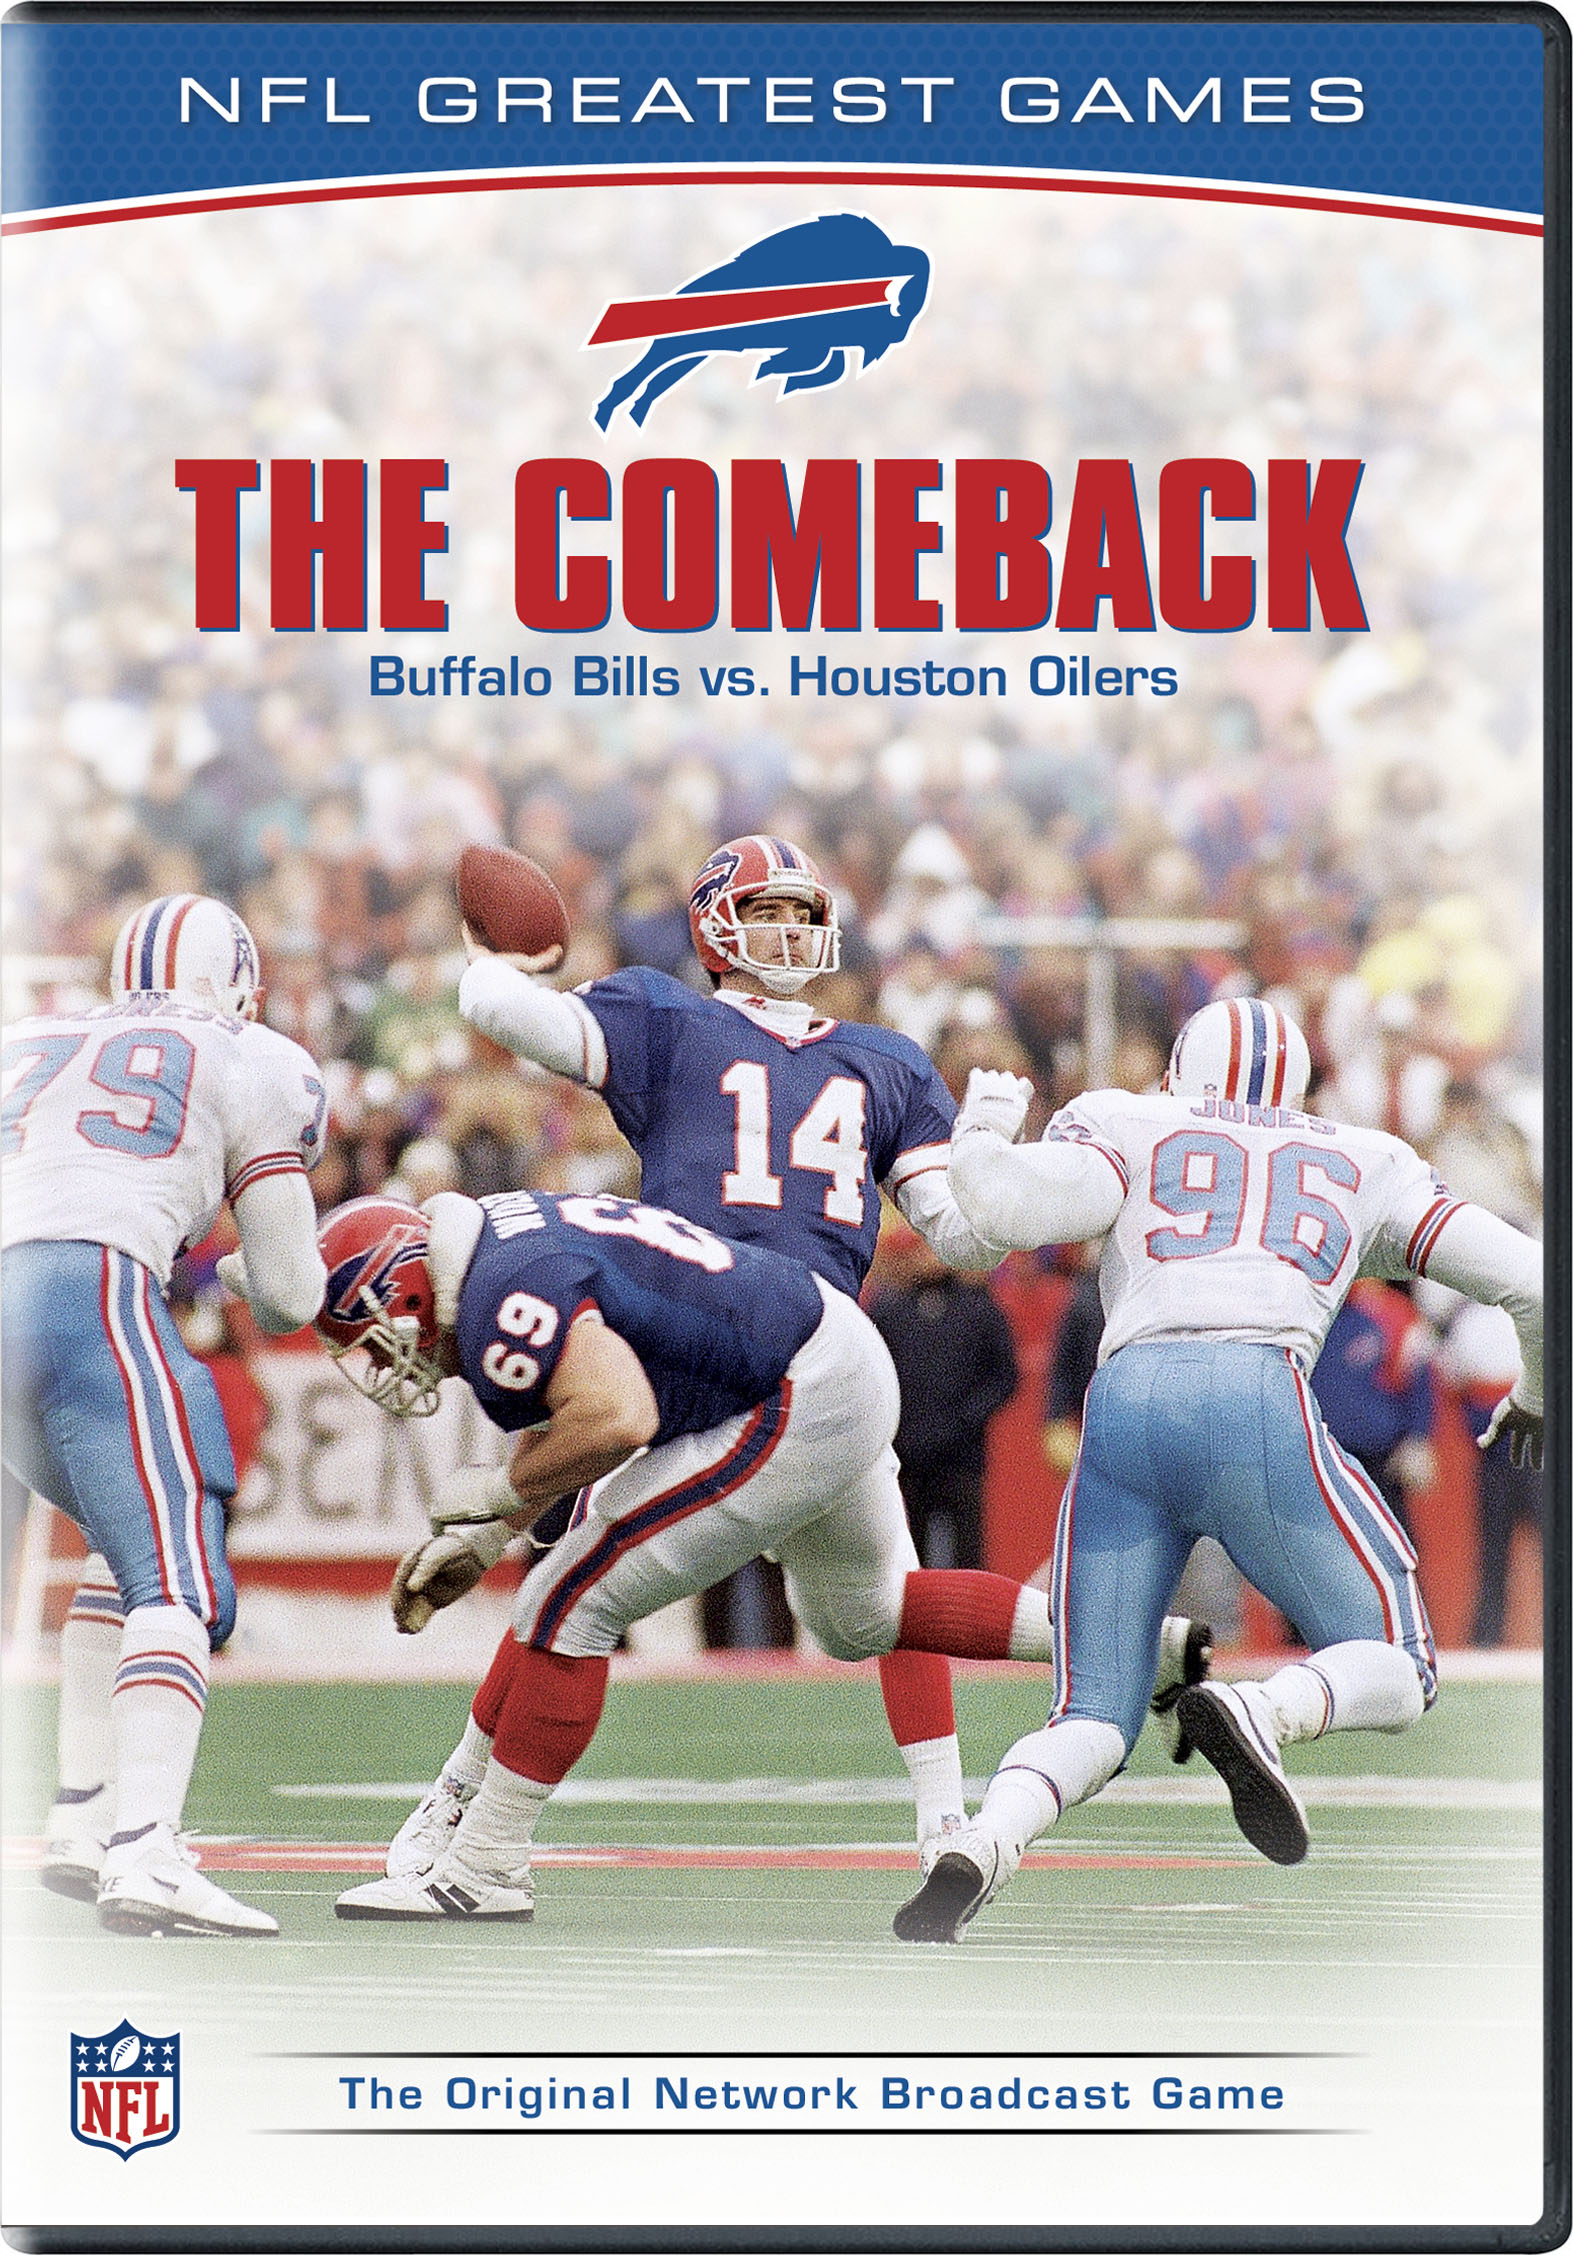 NFL GREATEST GAMES
THE COMEBACK
Buffalo Bills vs. Houston Oilers
14
79
JONES
96
69
69
NFL
The Original Network Broadcast Game